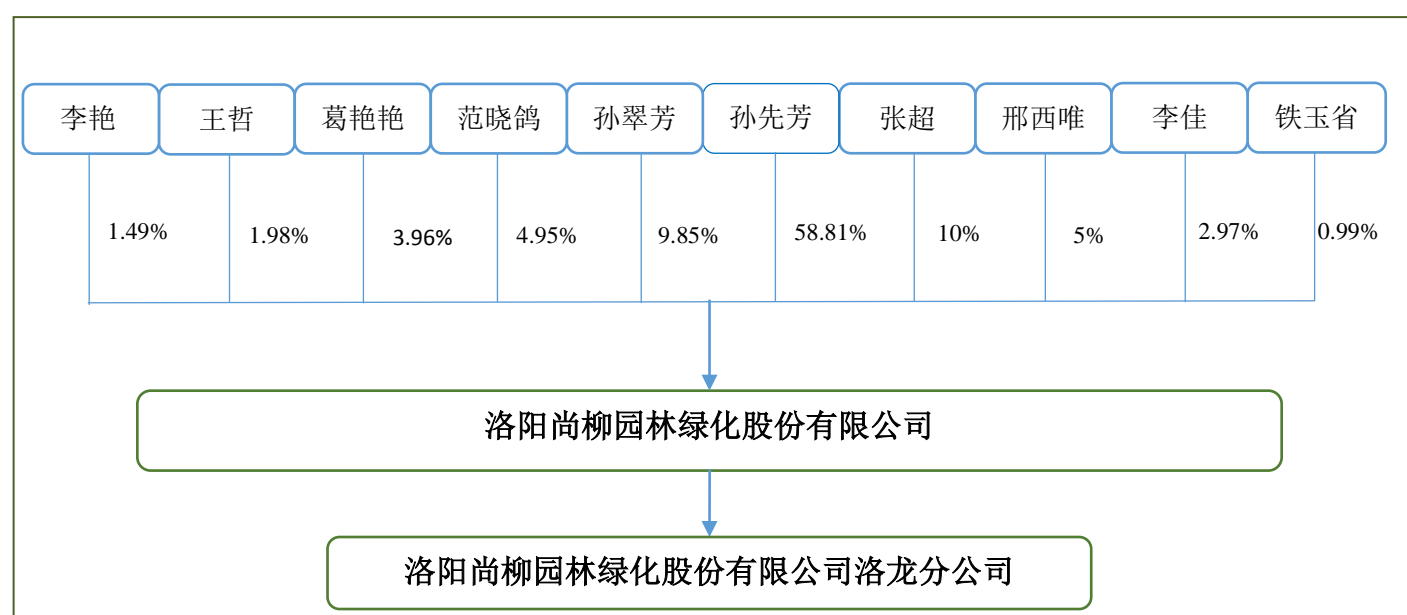 李艳 王哲 葛艳艳 范晓鸽 孙翠芳 孙先芳 张超 邢西唯 李佳 铁玉省
1.49% 1.98% 3.96% 4.95% 9.85% 58.81% 10% 5% 2.97% 0.99%
洛阳尚柳园林绿化股份有限公司
洛阳尚柳园林绿化股份有限公司洛龙分公司